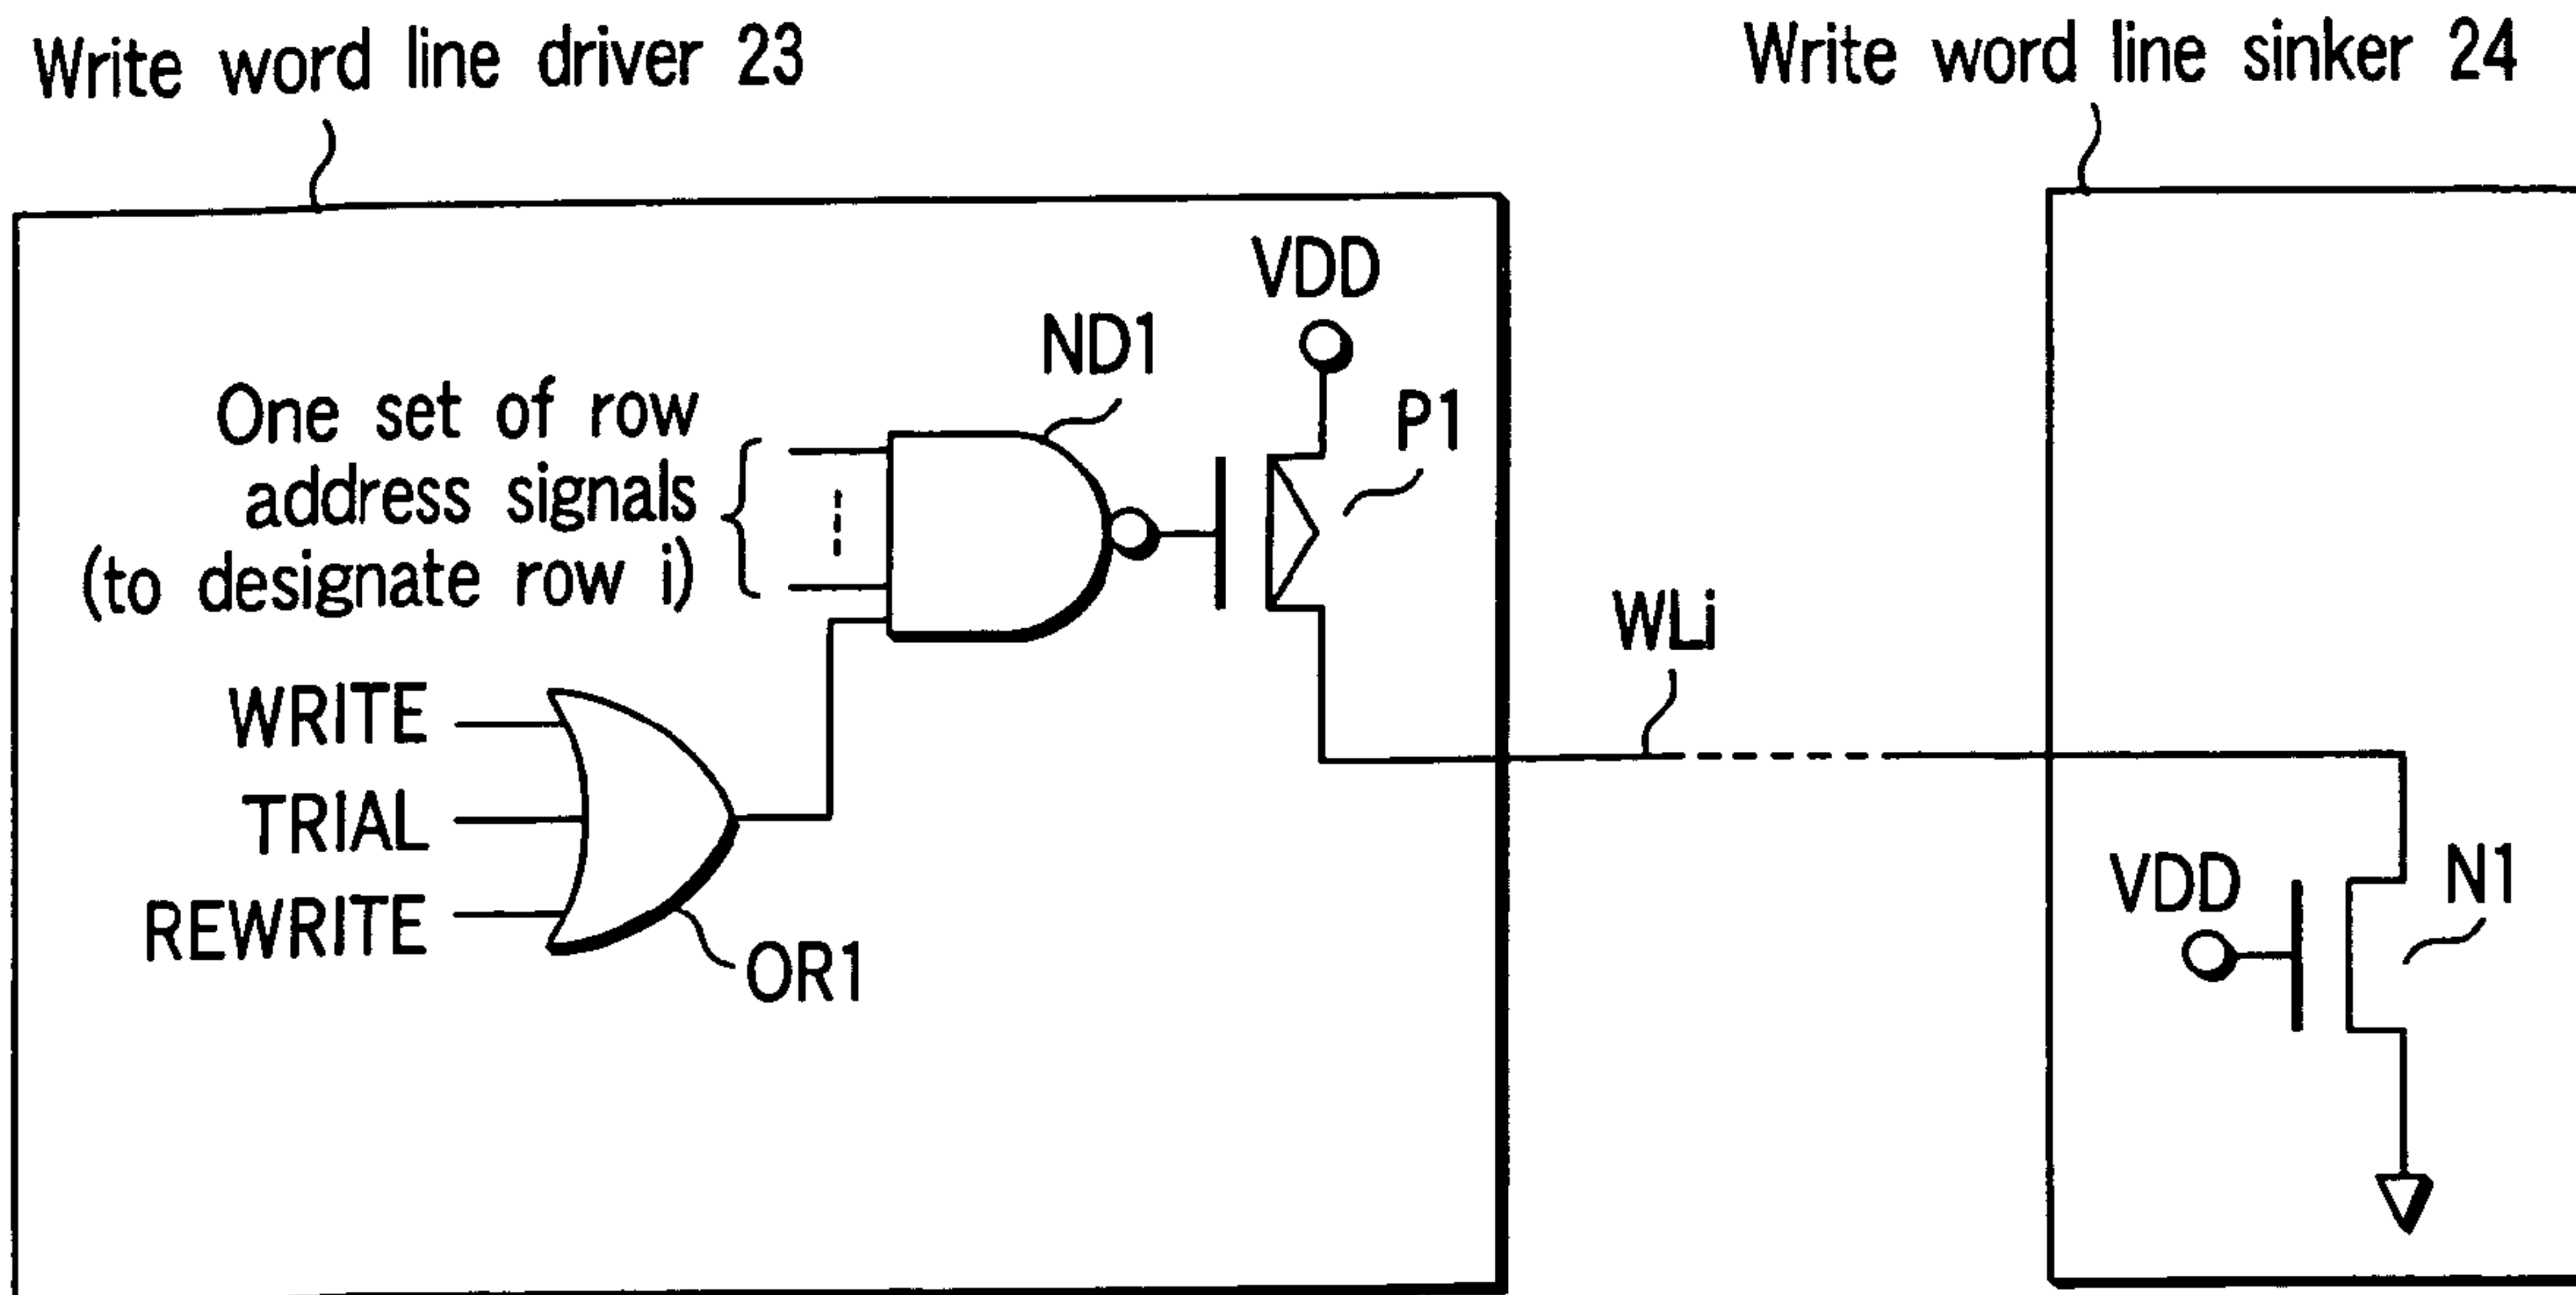 Write word line driver 23
Write word line sinker 24
VDD
ND1
P1
One set of row
address signals
(to designate row i)
WLi
WRITE
TRIAL
REWRITE
OR1
VDD
N1